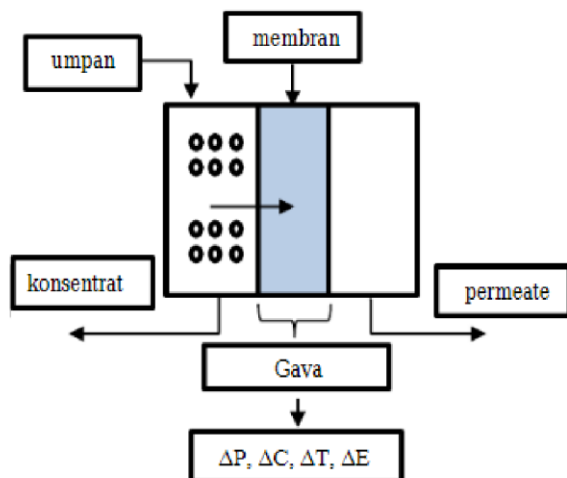 membran
umpan
konsentrat
permeate
Gava
ΔP, ΔC, ΔT, ΔE